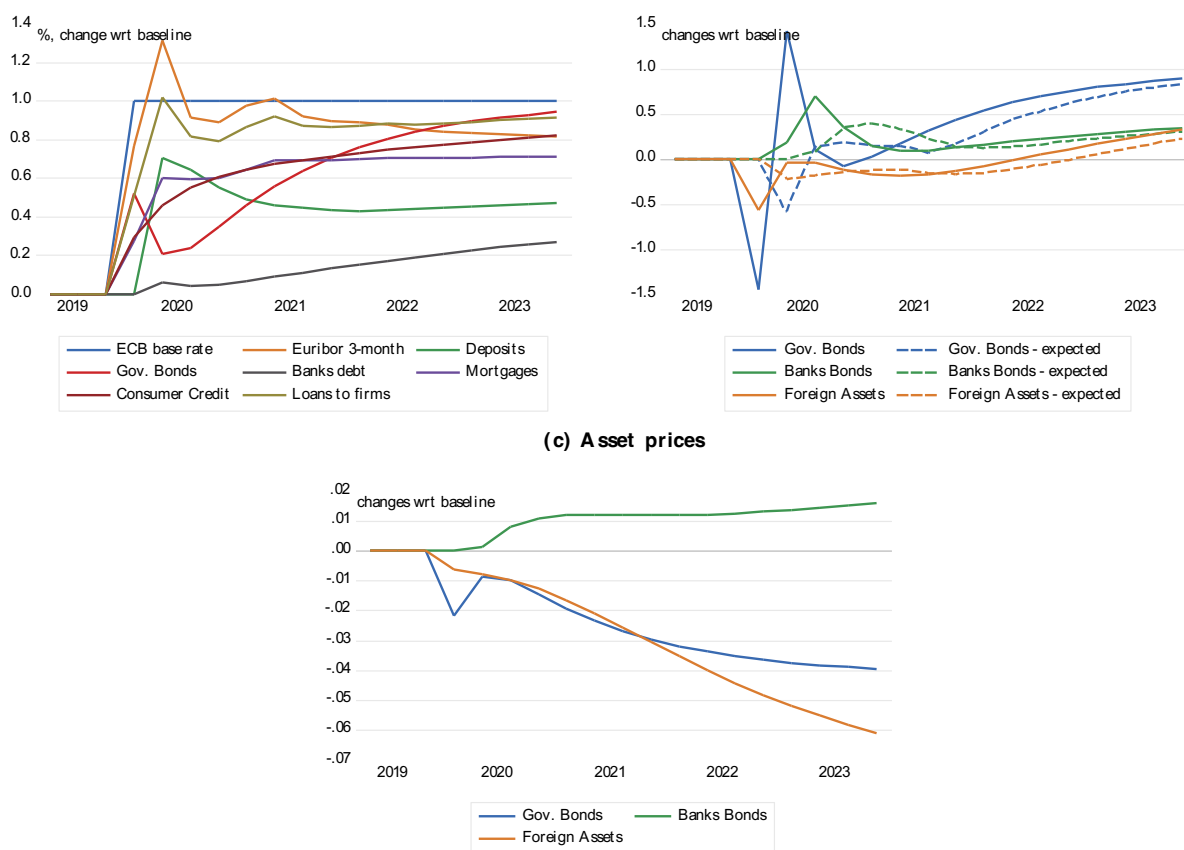 %, change wrt baseline
1.4
1.2
1.0
0.8
0.6
0.4
0.2
0.0
2019 2020 2021 2022 2023
ECB base rate Euribor 3-month Deposits
Gov. Bonds Banks debt Mortgages
Consumer Credit Loans to firms
changes wrt baseline
1.5
1.0
0.5
0.0
-0.5
-1.0
-1.5
2019 2020 2021 2022 2023
Gov. Bonds Gov. Bonds - expected
Banks Bonds Banks Bonds - expected
Foreign Assets Foreign Assets - expected
(c) Asset prices
changes wrt baseline
.02
.01
.00
-.01
-.02
-.03
-.04
-.05
-.06
-.07
2019 2020 2021 2022 2023
Gov. Bonds Banks Bonds
Foreign Assets